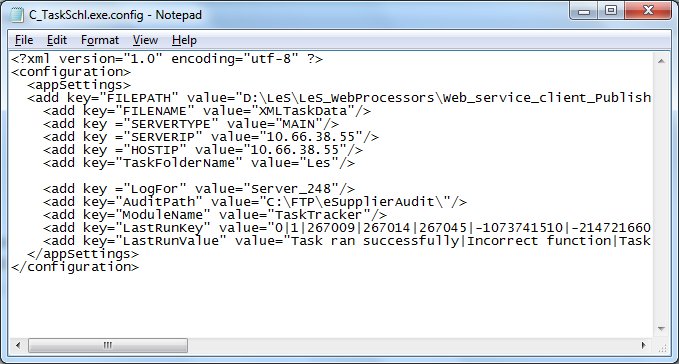 C_TaskSchl.exe.config - Notepad
File Edit Format View Help
<?xml version="1.0" encoding="utf-8" ?>
<configuration>
  <appSettings>
  <add key="FILEPATH" value="D:\LeS\LeS_WebProcessors\Web_service_client_Publish
    <add key="FILENAME" value="XMLTaskData"/>
    <add key ="SERVERTYPE" value="MAIN"/>
    <add key ="SERVERIP" value="10.66.38.55"/>
    <add key ="HOSTIP" value="10.66.38.55"/>
    <add key="TaskFolderName" value="Les"/>

    <add key ="LogFor" value="Server_248"/>
    <add key="AuditPath" value="C:\FTP\eSupplierAudit\"/>
    <add key="ModuleName" value="TaskTracker"/>
    <add key="LastRunKey" value="0|1|267009|267014|267045|-1073741510|-214721660
    <add key="LastRunValue" value="Task ran successfully|Incorrect function|Task
  </appSettings>
</configuration>